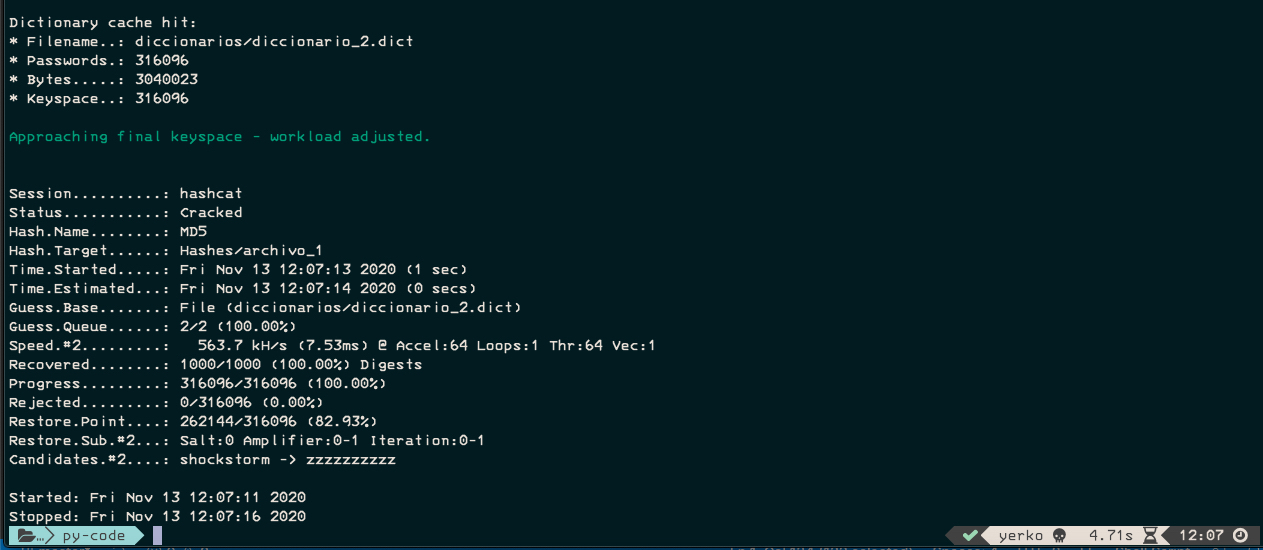 Dictionary cache hit:
* Filename..: diccionarios/diccionario_2.dict
* Passwords.: 316096
* Bytes.....: 3040023
* Keyspace..: 316096
Approaching final keyspace - workload adjusted.
Session..........: hashcat
Status...........: Cracked
Hash.Name........: MD5
Hash.Target......: Hashes/archivo_1
Time.Started.....: Fri Nov 13 12:07:13 2020 (1 sec)
Time.Estimated...: Fri Nov 13 12:07:14 2020 (0 secs)
Guess.Base.......: File (diccionarios/diccionario_2.dict)
Guess.Queue......: 2/2 (100.00%)
Speed.#2.........:   563.7 kH/s (7.53ms) @ Accel:64 Loops:1 Thr:64 Vec:1
Recovered........: 1000/1000 (100.00%) Digests
Progress.........: 316096/316096 (100.00%)
Rejected.........: 0/316096 (0.00%)
Restore.Point....: 262144/316096 (82.93%)
Restore.Sub.#2...: Salt:0 Amplifier:0-1 Iteration:0-1
Candidates.#2....: shockstorm -> zzzzzzzzzz
Started: Fri Nov 13 12:07:11 2020
Stopped: Fri Nov 13 12:07:16 2020
…  py-code yerko 4.71s 12:07